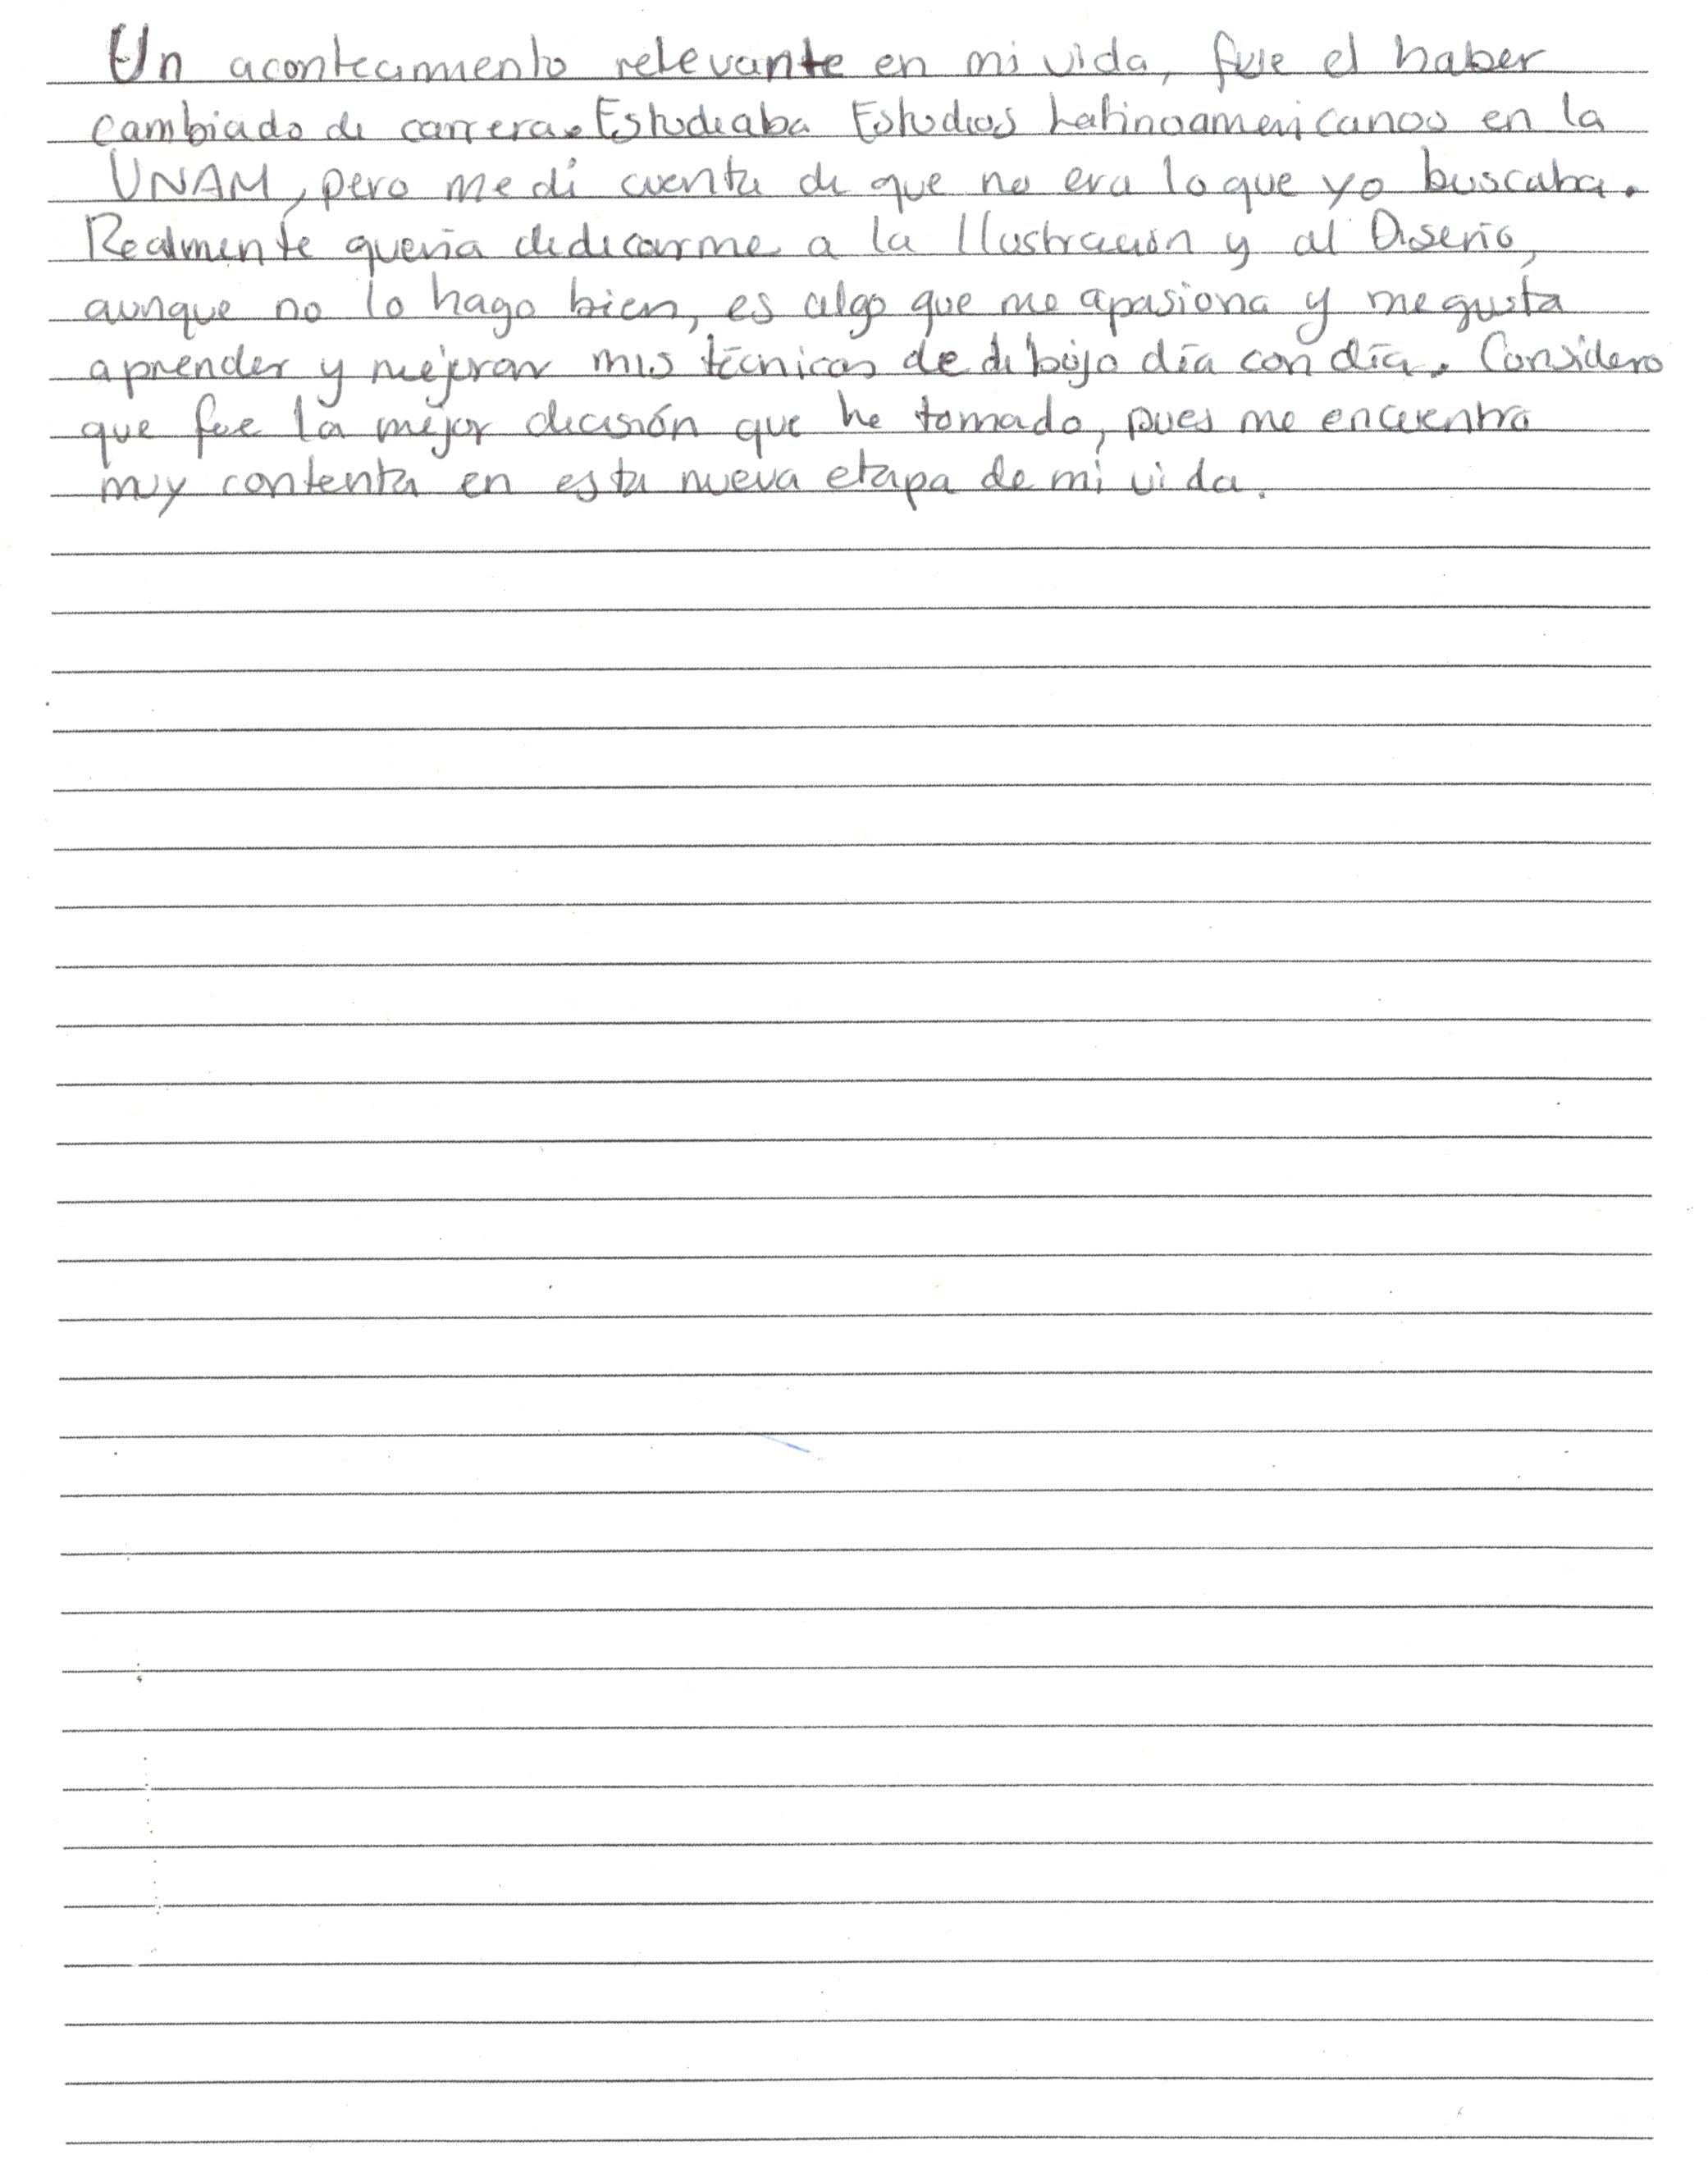 Un acontecimiento relevante en mi vida, fue el haber
cambiado de carrera. Estudiaba Estudios Latinoamericanos en la
UNAM, pero me di cuenta de que no era lo que yo buscaba.
Realmente quería dedicarme a la Ilustración y al Diseño,
aunque no lo hago bien, es algo que me apasiona y me gusta
aprender y mejorar mis técnicas de dibujo día con día. Considero
que fue la mejor decisión que he tomado, pues me encuentro
muy contenta en esta nueva etapa de mi vida.